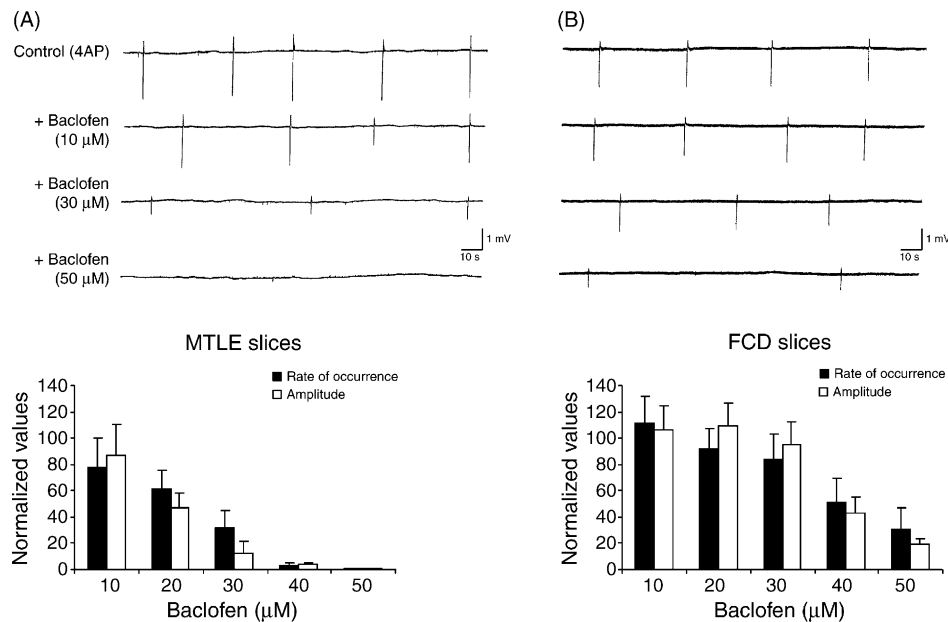 (A)
Control (4AP)
+ Baclofen
(10 μM)
+ Baclofen
(30 μM)
+ Baclofen
(50 μM)
1 mV
10 s
(B)
1 mV
10 s
MTLE slices
Rate of occurrence
Amplitude
Normalized values
140
120
100
80
60
40
20
0
10 20 30 40 50
Baclofen (μM)
FCD slices
Rate of occurrence
Amplitude
Normalized values
140
120
100
80
60
40
20
0
10 20 30 40 50
Baclofen (μM)